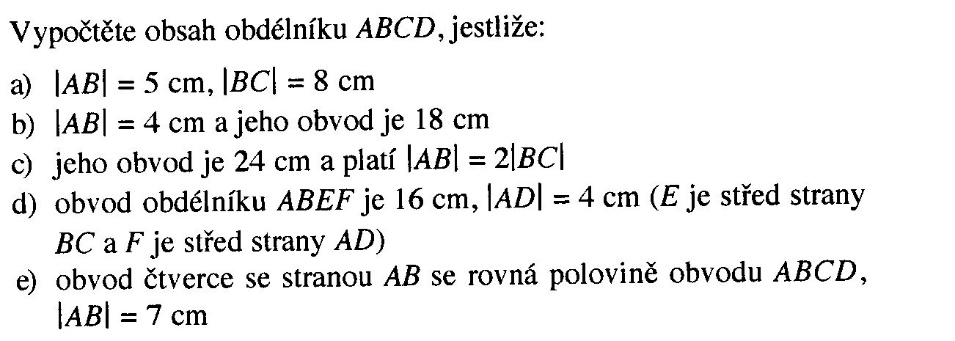 Vypočtěte obsah obdélníku ABCD, jestliže:
a) |AB| = 5 cm, |BC| = 8 cm
b) |AB| = 4 cm a jeho obvod je 18 cm
c) jeho obvod je 24 cm a platí |AB| = 2|BC|
d) obvod obdélníku ABEF je 16 cm, |AD| = 4 cm (E je střed strany
BC a F je střed strany AD)
e) obvod čtverce se stranou AB se rovná polovině obvodu ABCD,
|AB| = 7 cm